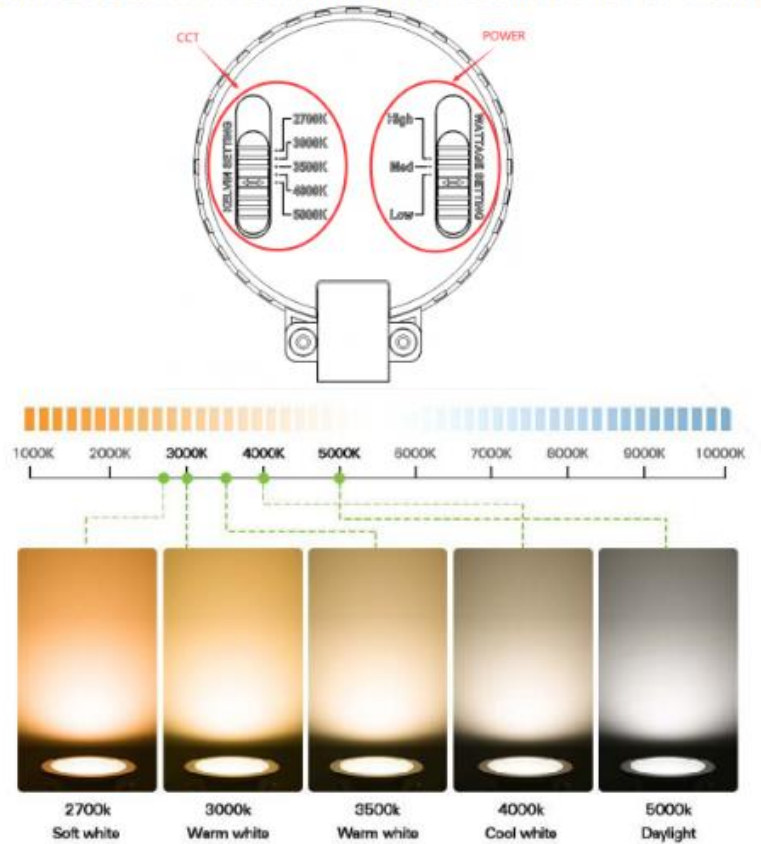 CCT
POWER
KELVIN SETTING
2700K
3000K
3500K
4000K
5000K
High
Med
Low
WATTAGE SETTING
1000K 2000K 3000K 4000K 5000K 6000K 7000K 8000K 9000K 10000K
2700k 3000k 3500k 4000k 5000k
Soft white Warm white Warm white Cool white Daylight